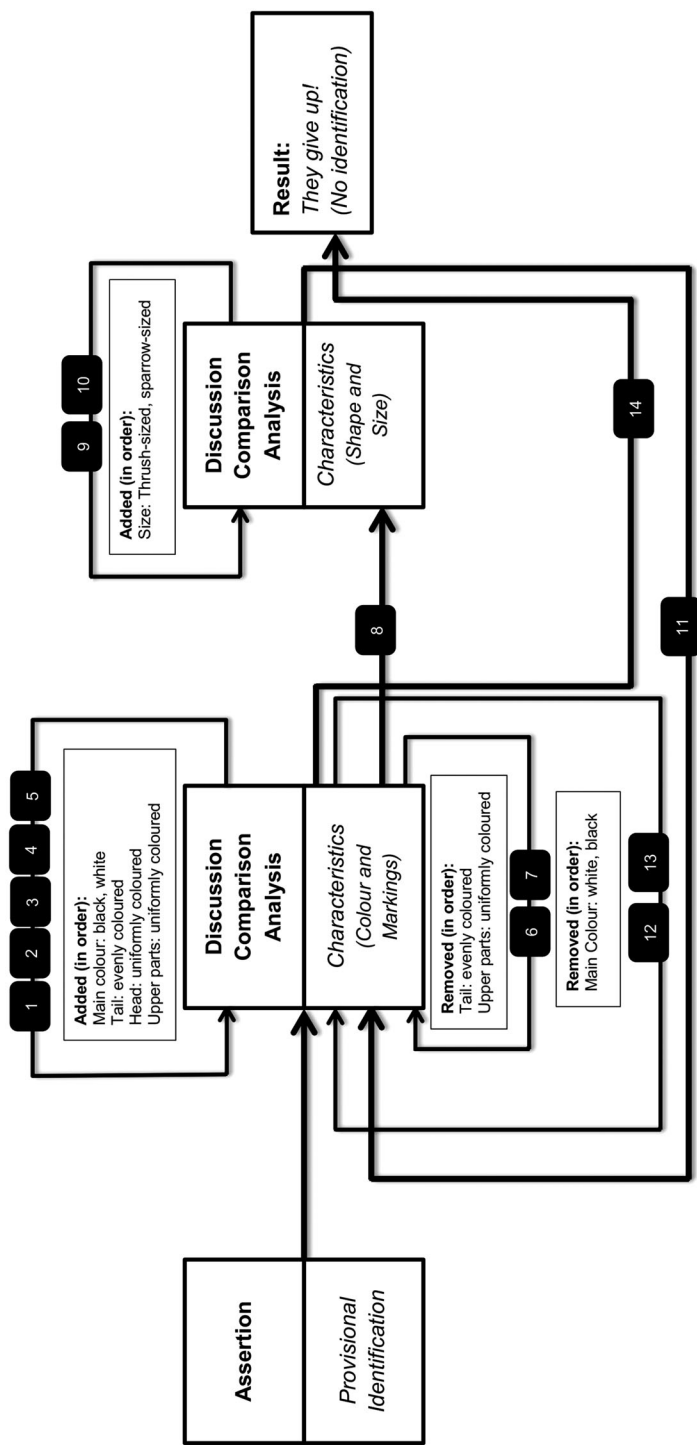 Assertion
Provisional
Identification
1
2
3
4
5
Added (in order):
Main colour: black, white
Tail: evenly coloured
Head: uniformly coloured
Upper parts: uniformly coloured
Discussion
Comparison
Analysis
Characteristics
(Colour and
Markings)
Removed (in order):
Tail: evenly coloured
Upper parts: uniformly coloured
6
7
Removed (in order):
Main Colour: white, black
12
13
8
9
10
Added (in order):
Size: Thrush-sized, sparrow-sized
Discussion
Comparison
Analysis
Characteristics
(Shape and
Size)
11
14
Result:
They give up!
(No identification)